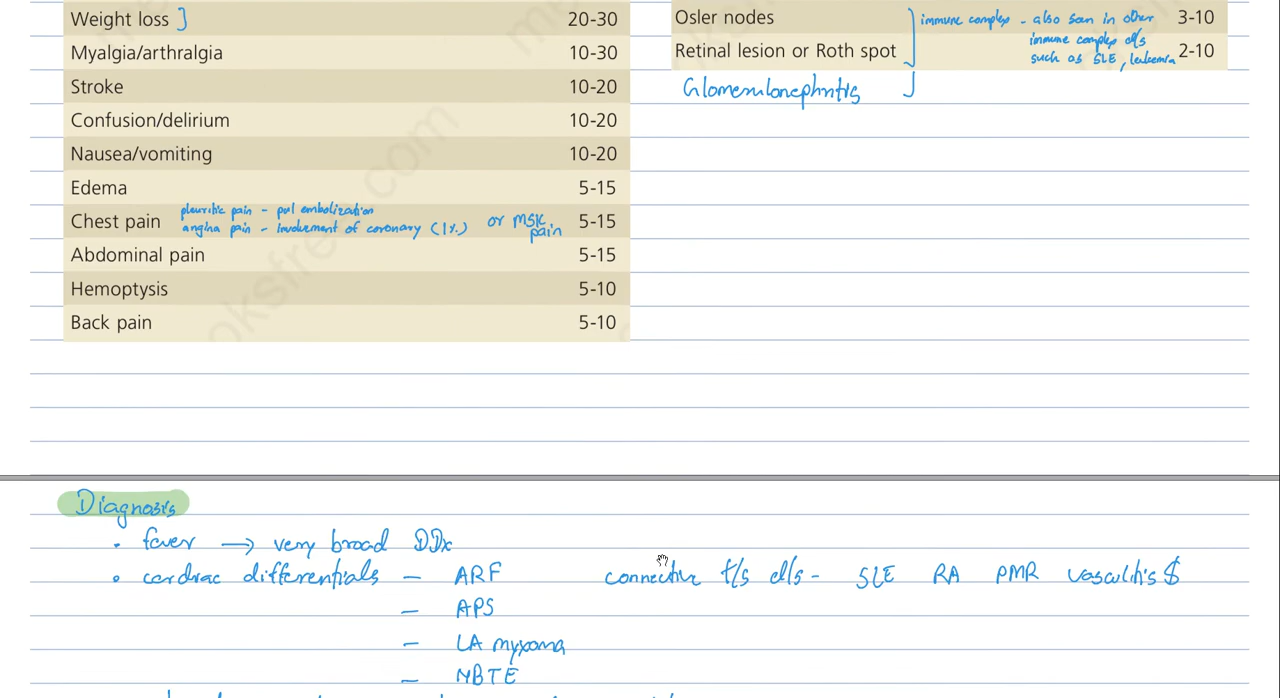 Weight loss ] 20-30
Myalgia/arthralgia 10-30
Stroke 10-20
Confusion/delirium 10-20
Nausea/vomiting 10-20
Edema 5-15
pleuritic pain - pul embolization
Chest pain 5-15
angina pain - involvement of coronary (1%) or MSK pain
Abdominal pain 5-15
Hemoptysis 5-10
Back pain 5-10
Osler nodes 3-10
Retinal lesion or Roth spot 2-10
immune complex - also seen in other
immune complex d/s
such as SLE, leukemia
Glomerulonephritis
Diagnosis
• fever → very broad DDx
• cardiac differentials - ARF connective t/s d/s - SLE RA PMR vasculitis $
- APS
- LA myxoma
- NBTE